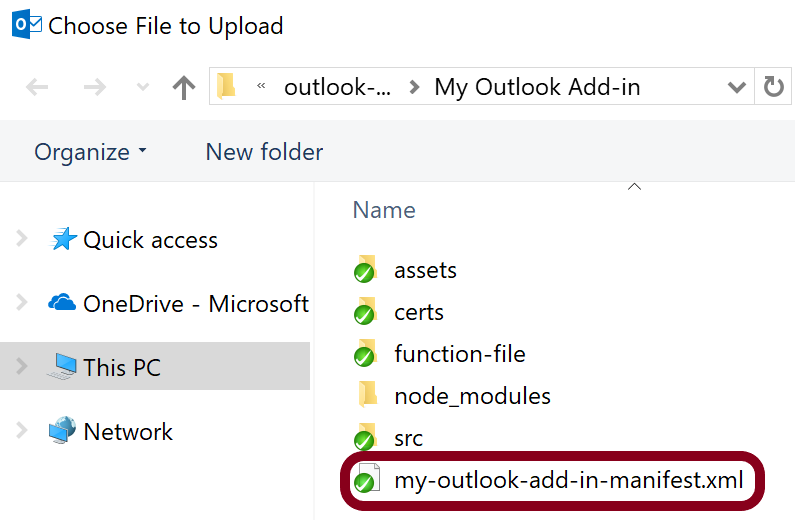 Choose File to Upload
« outlook-... My Outlook Add-in
Organize New folder
Name
Quick access
OneDrive - Microsoft
This PC
Network
assets
certs
function-file
node_modules
src
my-outlook-add-in-manifest.xml